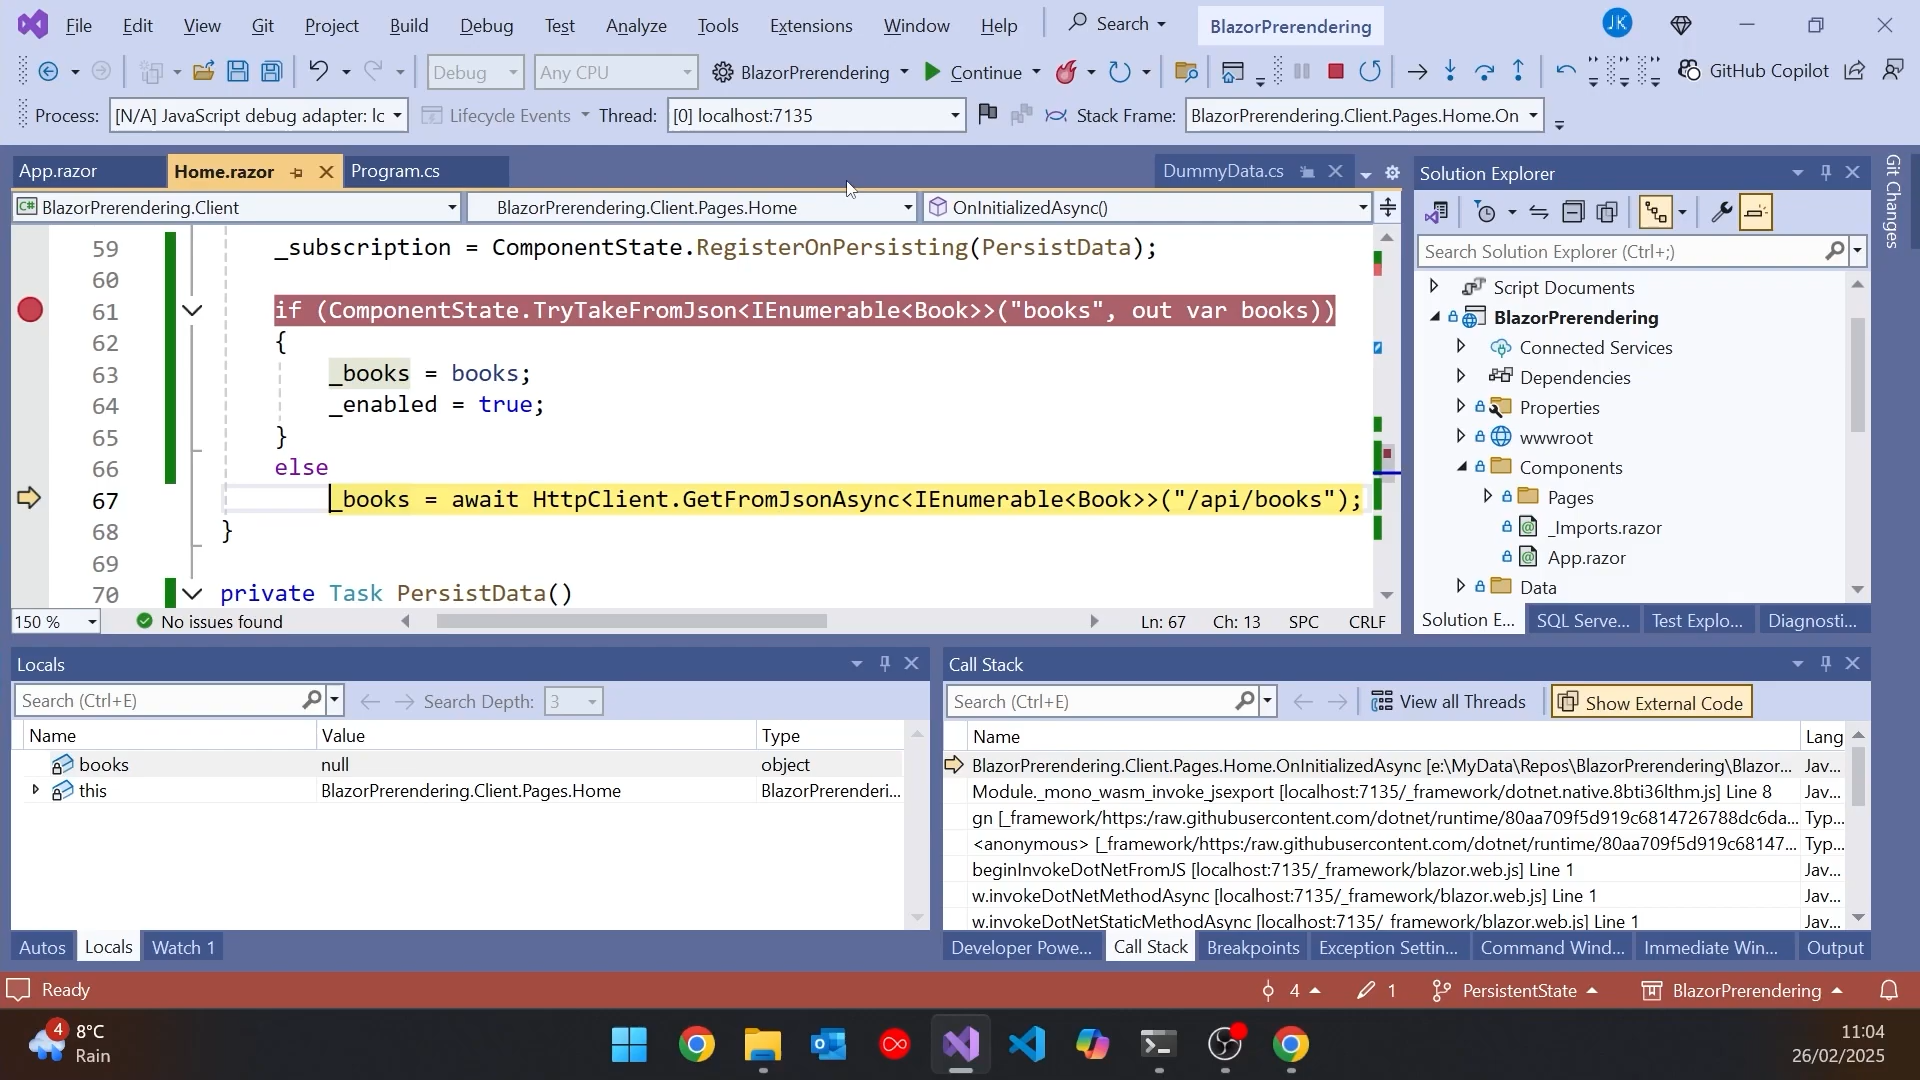 File Edit View Git Project Build Debug Test Analyze Tools Extensions Window Help Search BlazorPrerendering JK
Debug Any CPU BlazorPrerendering Continue GitHub Copilot
Process: [N/A] JavaScript debug adapter: lc Lifecycle Events Thread: [0] localhost:7135 Stack Frame: BlazorPrerendering.Client.Pages.Home.On
App.razor Home.razor Program.cs DummyData.cs
C# BlazorPrerendering.Client BlazorPrerendering.Client.Pages.Home OnInitializedAsync()
59 _subscription = ComponentState.RegisterOnPersisting(PersistData);
60
61 if (ComponentState.TryTakeFromJson<IEnumerable<Book>>("books", out var books))
62 {
63 _books = books;
64 _enabled = true;
65 }
66 else
67 _books = await HttpClient.GetFromJsonAsync<IEnumerable<Book>>("/api/books");
68 }
69
70 private Task PersistData()
150 % No issues found Ln: 67 Ch: 13 SPC CRLF
Solution Explorer
Search Solution Explorer (Ctrl+;)
Script Documents
BlazorPrerendering
Connected Services
Dependencies
Properties
wwwroot
Components
Pages
_Imports.razor
App.razor
Data
Solution E... SQL Serve... Test Explo... Diagnosti...
Git Changes
Locals
Search (Ctrl+E) Search Depth: 3
Name Value Type
books null object
this BlazorPrerendering.Client.Pages.Home BlazorPrerenderi...
Autos Locals Watch 1
Call Stack
Search (Ctrl+E) View all Threads Show External Code
Name Lang
BlazorPrerendering.Client.Pages.Home.OnInitializedAsync [e:\MyData\Repos\BlazorPrerendering\Blazor... Jav...
Module._mono_wasm_invoke_jsexport [localhost:7135/_framework/dotnet.native.8bti36lthm.js] Line 8 Jav...
gn [_framework/https:/raw.githubusercontent.com/dotnet/runtime/80aa709f5d919c6814726788dc6da... Typ...
<anonymous> [_framework/https:/raw.githubusercontent.com/dotnet/runtime/80aa709f5d919c68147... Typ...
beginInvokeDotNetFromJS [localhost:7135/_framework/blazor.web.js] Line 1 Jav...
w.invokeDotNetMethodAsync [localhost:7135/_framework/blazor.web.js] Line 1 Jav...
w.invokeDotNetStaticMethodAsync [localhost:7135/_framework/blazor.web.js] Line 1 Jav...
Developer Powe... Call Stack Breakpoints Exception Settin... Command Wind... Immediate Win... Output
Ready 4 1 PersistentState BlazorPrerendering
4 8°C
Rain
11:04
26/02/2025